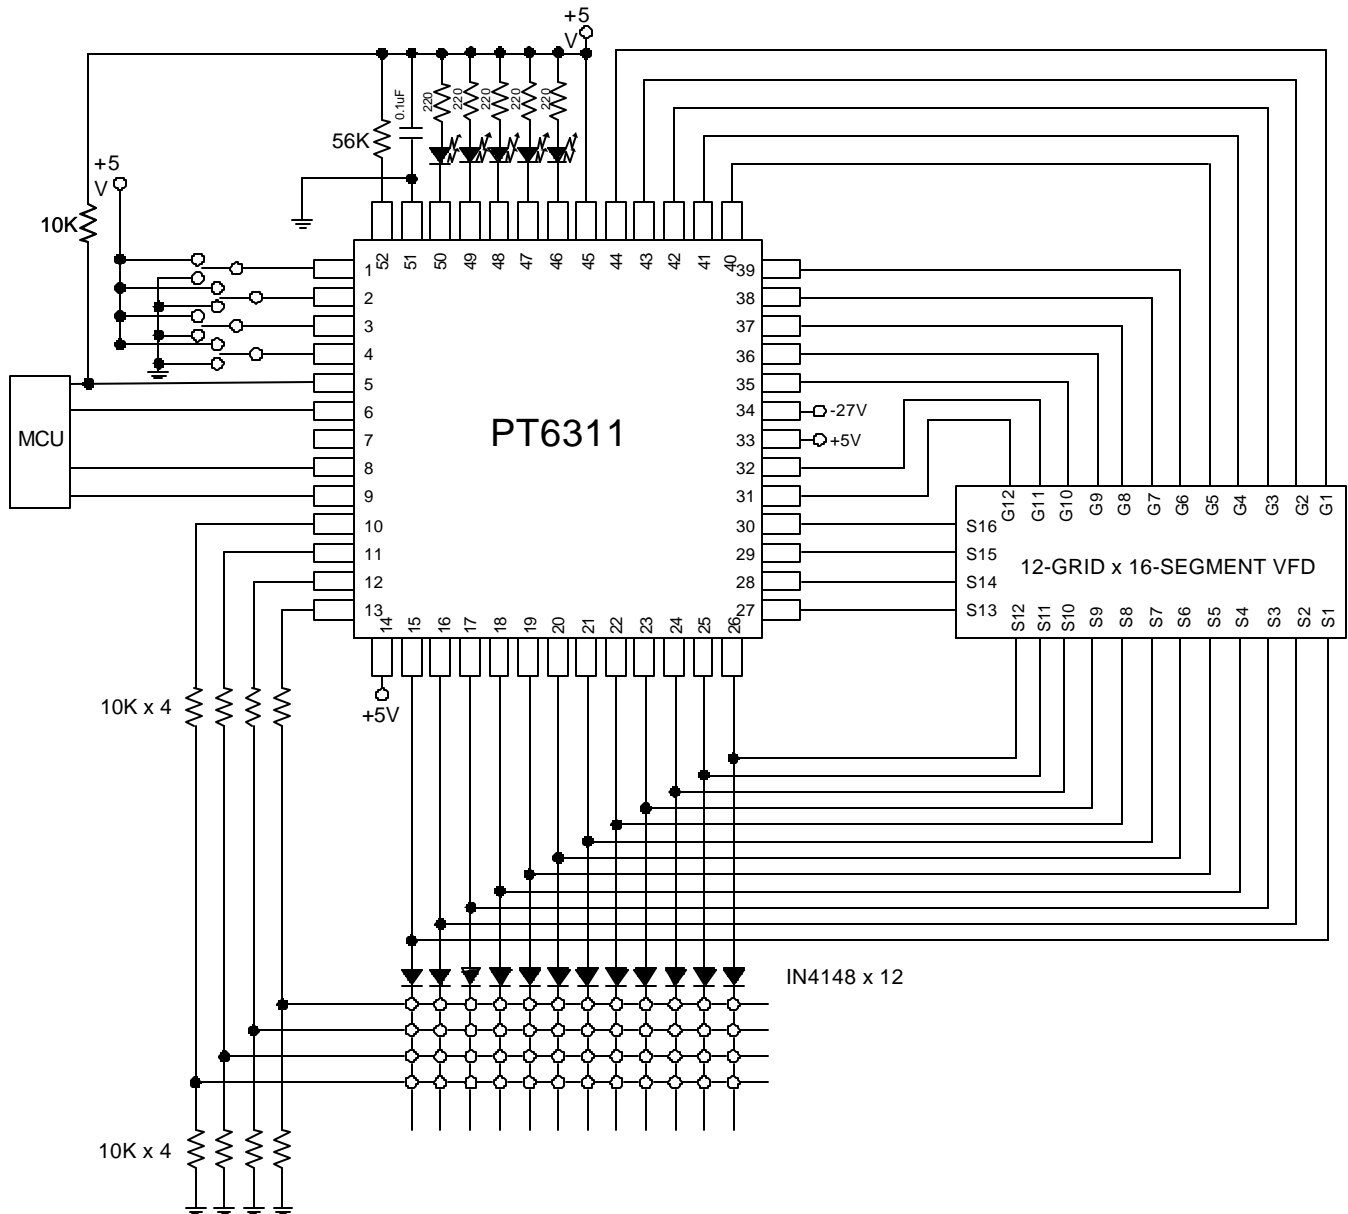 +5
V
0.1uF
220
220
220
220
220
56K
+5
V
10K
52
51
50
49
48
47
46
45
44
43
42
41
40
1
2
3
4
5
6
7
8
9
10
11
12
13
39
38
37
36
35
34
33
32
31
30
29
28
27
-27V
+5V
MCU
PT6311
G12
G11
G10
G9
G8
G7
G6
G5
G4
G3
G2
G1
S16
S15
S14
S13
12-GRID x 16-SEGMENT VFD
S12
S11
S10
S9
S8
S7
S6
S5
S4
S3
S2
S1
14
15
16
17
18
19
20
21
22
23
24
25
26
10K x 4
+5V
IN4148 x 12
10K x 4